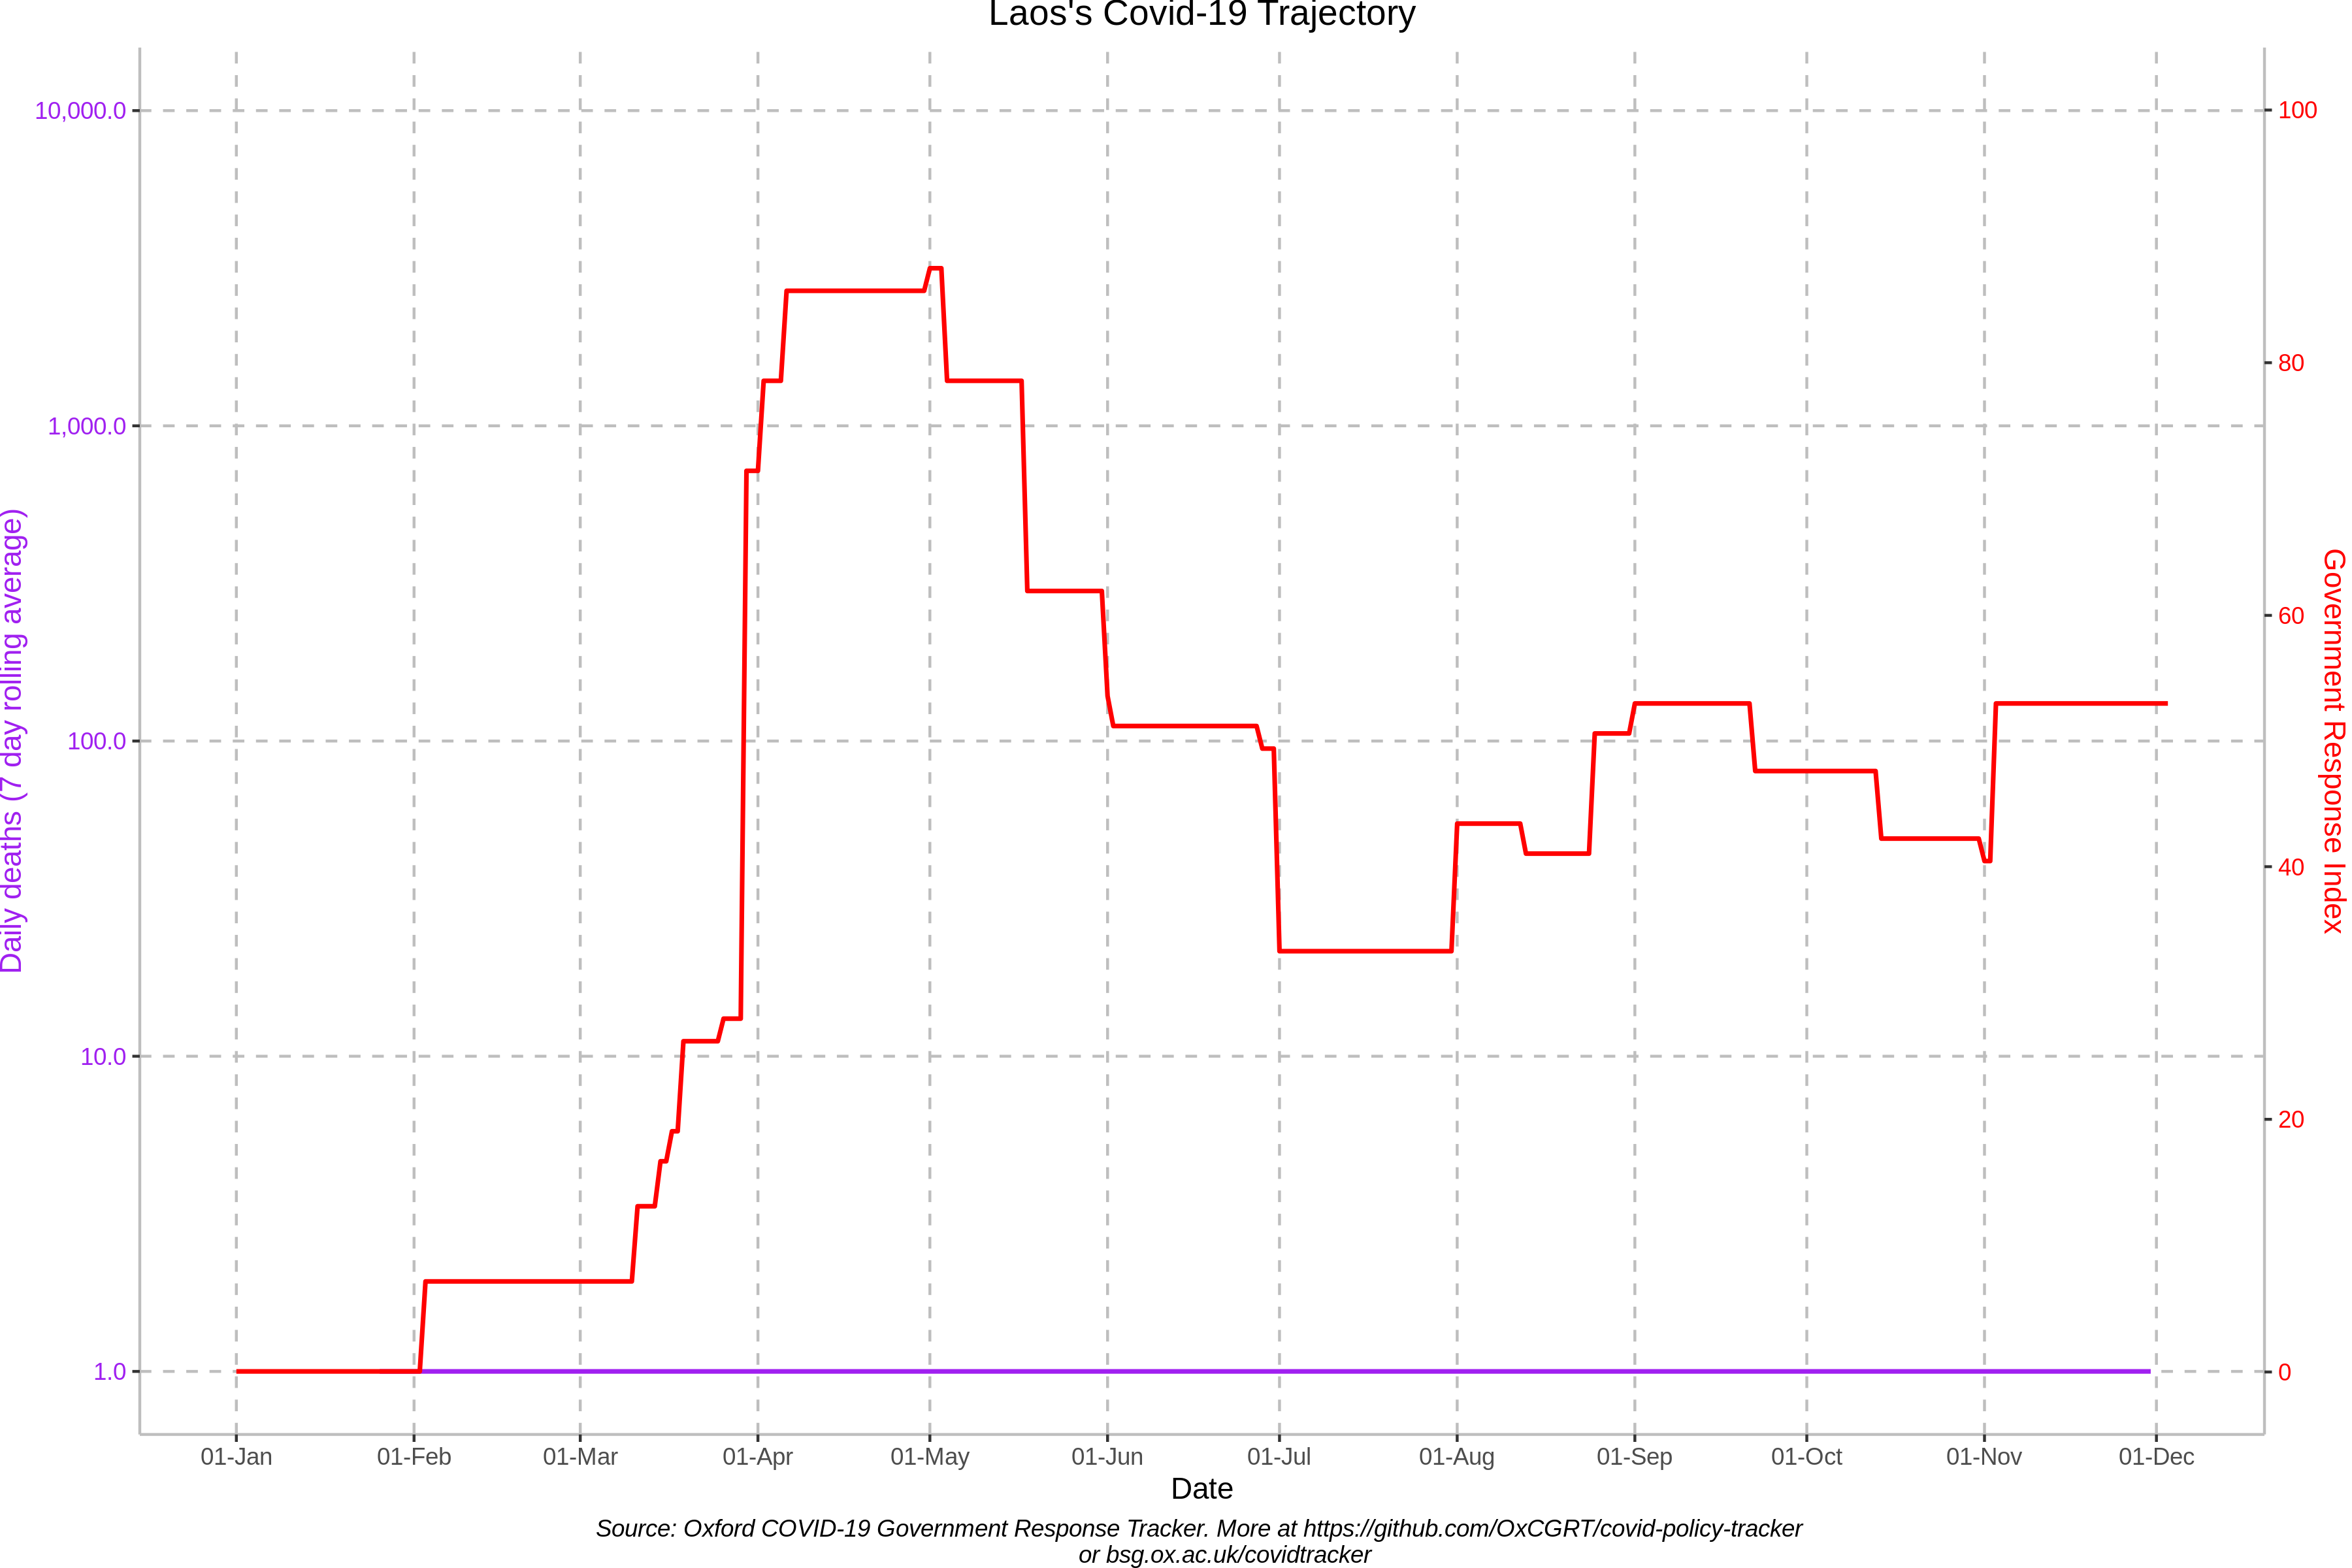 Laos's Covid-19 Trajectory
10,000.0
1,000.0
100.0
10.0
1.0
Daily deaths (7 day rolling average)
100
80
60
40
20
0
Government Response Index
01-Jan 01-Feb 01-Mar 01-Apr 01-May 01-Jun 01-Jul 01-Aug 01-Sep 01-Oct 01-Nov 01-Dec
Date
Source: Oxford COVID-19 Government Response Tracker. More at https://github.com/OxCGRT/covid-policy-tracker
or bsg.ox.ac.uk/covidtracker